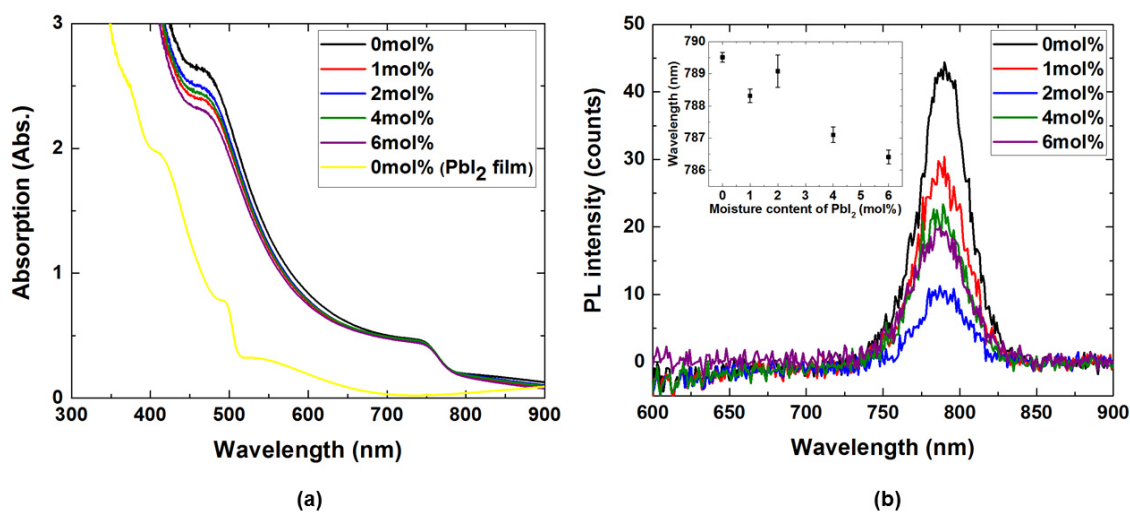 3
2
1
0
300
400
500
600
700
800
900
Absorption (Abs.)
Wavelength (nm)
0mol%
1mol%
2mol%
4mol%
6mol%
0mol% (PbI2 film)
(a)
50
40
30
20
10
0
600
650
700
750
800
850
900
PL intensity (counts)
Wavelength (nm)
790
789
788
787
786
0
1
2
3
4
5
6
Wavelength (nm)
Moisture content of PbI2 (mol%)
0mol%
1mol%
2mol%
4mol%
6mol%
(b)